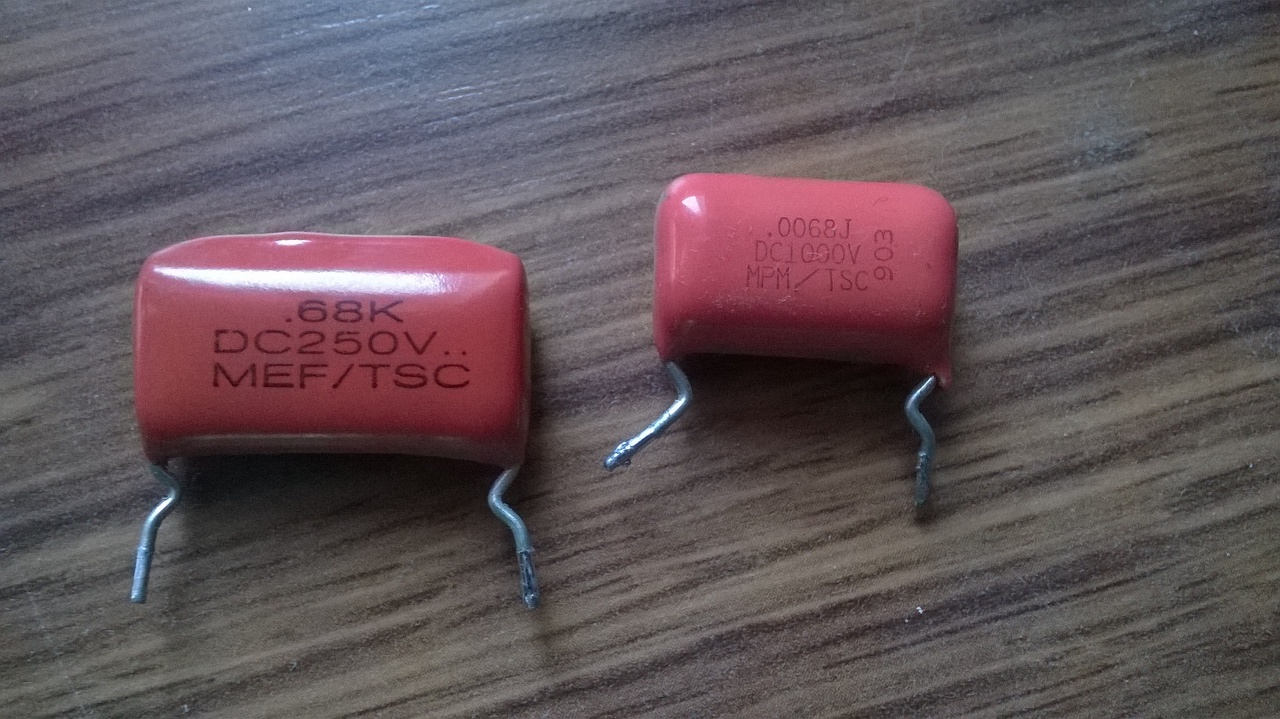 .68K
DC250V..
MEF/TSC
.0068J
DC1000V
MPM/TSC
903